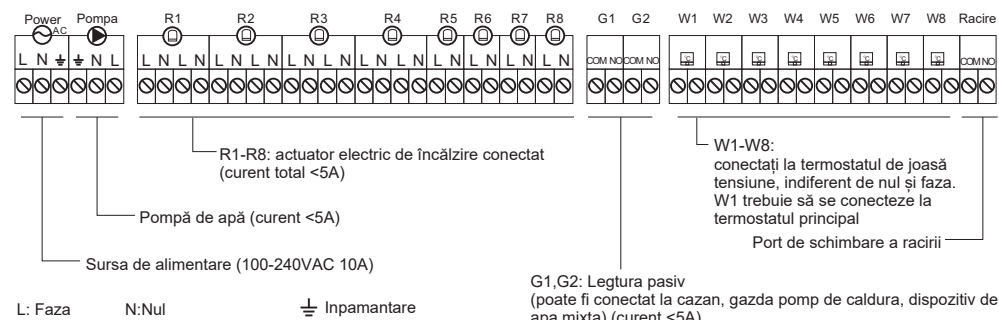 Power Pompa R1 R2 R3 R4 R5 R6 R7 R8 G1 G2 W1 W2 W3 W4 W5 W6 W7 W8 Racire
AC
L N ⏚ ⏚ N L L N L N L N L N L N L N L N L N L N L N L N L N COM NO COM NO °C °C °C °C °C °C °C °C COM NO
R1-R8: actuator electric de încălzire conectat
(curent total <5A)
W1-W8:
conectați la termostatul de joasă
tensiune, indiferent de nul și faza.
W1 trebuie să se conecteze la
termostatul principal
Pompă de apă (curent <5A)
Port de schimbare a racirii
Sursa de alimentare (100-240VAC 10A)
G1,G2: Legtura pasiv
(poate fi conectat la cazan, gazda pomp de caldura, dispozitiv de
apa mixta) (curent <5A)
L: Faza N:Nul ⏚ Inpamantare